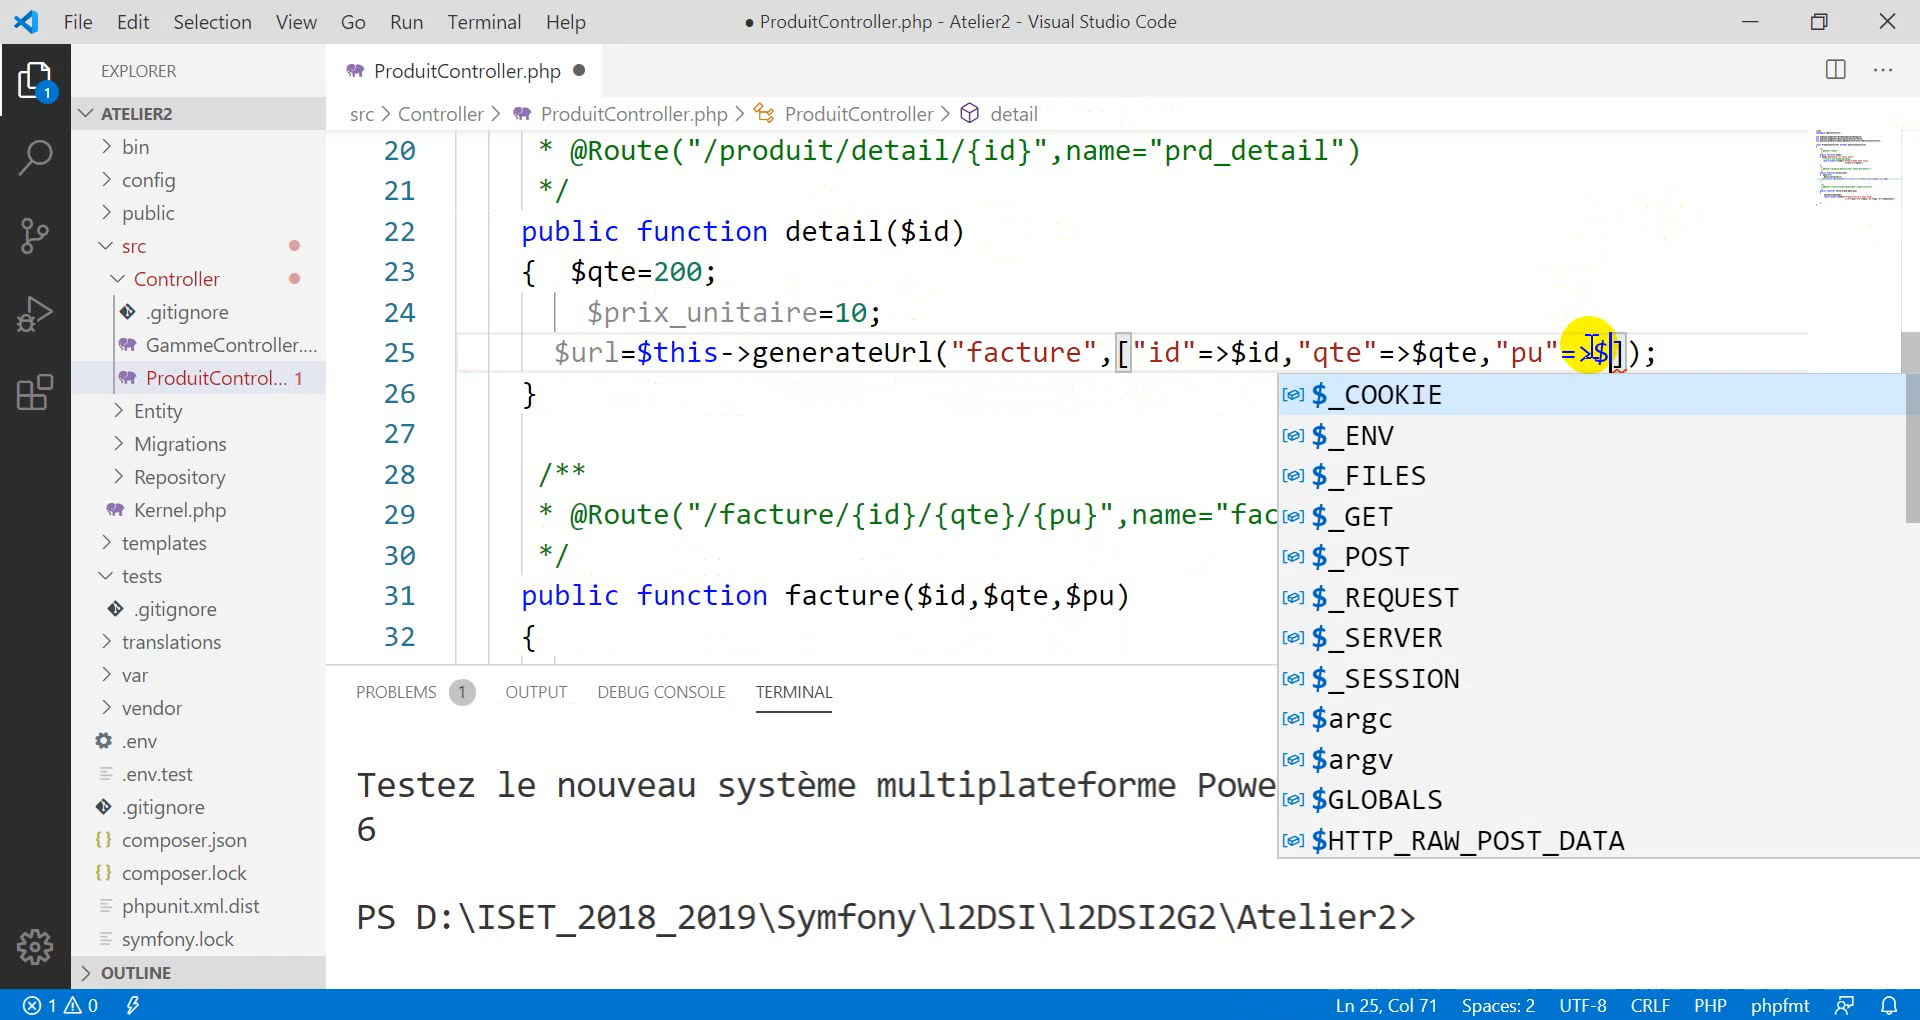 File Edit Selection View Go Run Terminal Help
● ProduitController.php - Atelier2 - Visual Studio Code
EXPLORER
ProduitController.php ●
ATELIER2
src > Controller > ProduitController.php > ProduitController > detail
bin
config
public
src
Controller
.gitignore
GammeController....
ProduitControl... 1
Entity
Migrations
Repository
Kernel.php
templates
tests
.gitignore
translations
var
vendor
.env
.env.test
.gitignore
composer.json
composer.lock
phpunit.xml.dist
symfony.lock
OUTLINE
20 * @Route("/produit/detail/{id}",name="prd_detail")
21 */
22 public function detail($id)
23 { $qte=200;
24 $prix_unitaire=10;
25 $url=$this->generateUrl("facture",["id"=>$id,"qte"=>$qte,"pu"=>$]);
26 }
27
28 /**
29 * @Route("/facture/{id}/{qte}/{pu}",name="fac
30 */
31 public function facture($id,$qte,$pu)
32 {
$_COOKIE
$_ENV
$_FILES
$_GET
$_POST
$_REQUEST
$_SERVER
$_SESSION
$argc
$argv
$GLOBALS
$HTTP_RAW_POST_DATA
PROBLEMS 1 OUTPUT DEBUG CONSOLE TERMINAL
Testez le nouveau système multiplateforme Powe
6
PS D:\ISET_2018_2019\Symfony\l2DSI\l2DSI2G2\Atelier2>
1
1 0
Ln 25, Col 71 Spaces: 2 UTF-8 CRLF PHP phpfmt